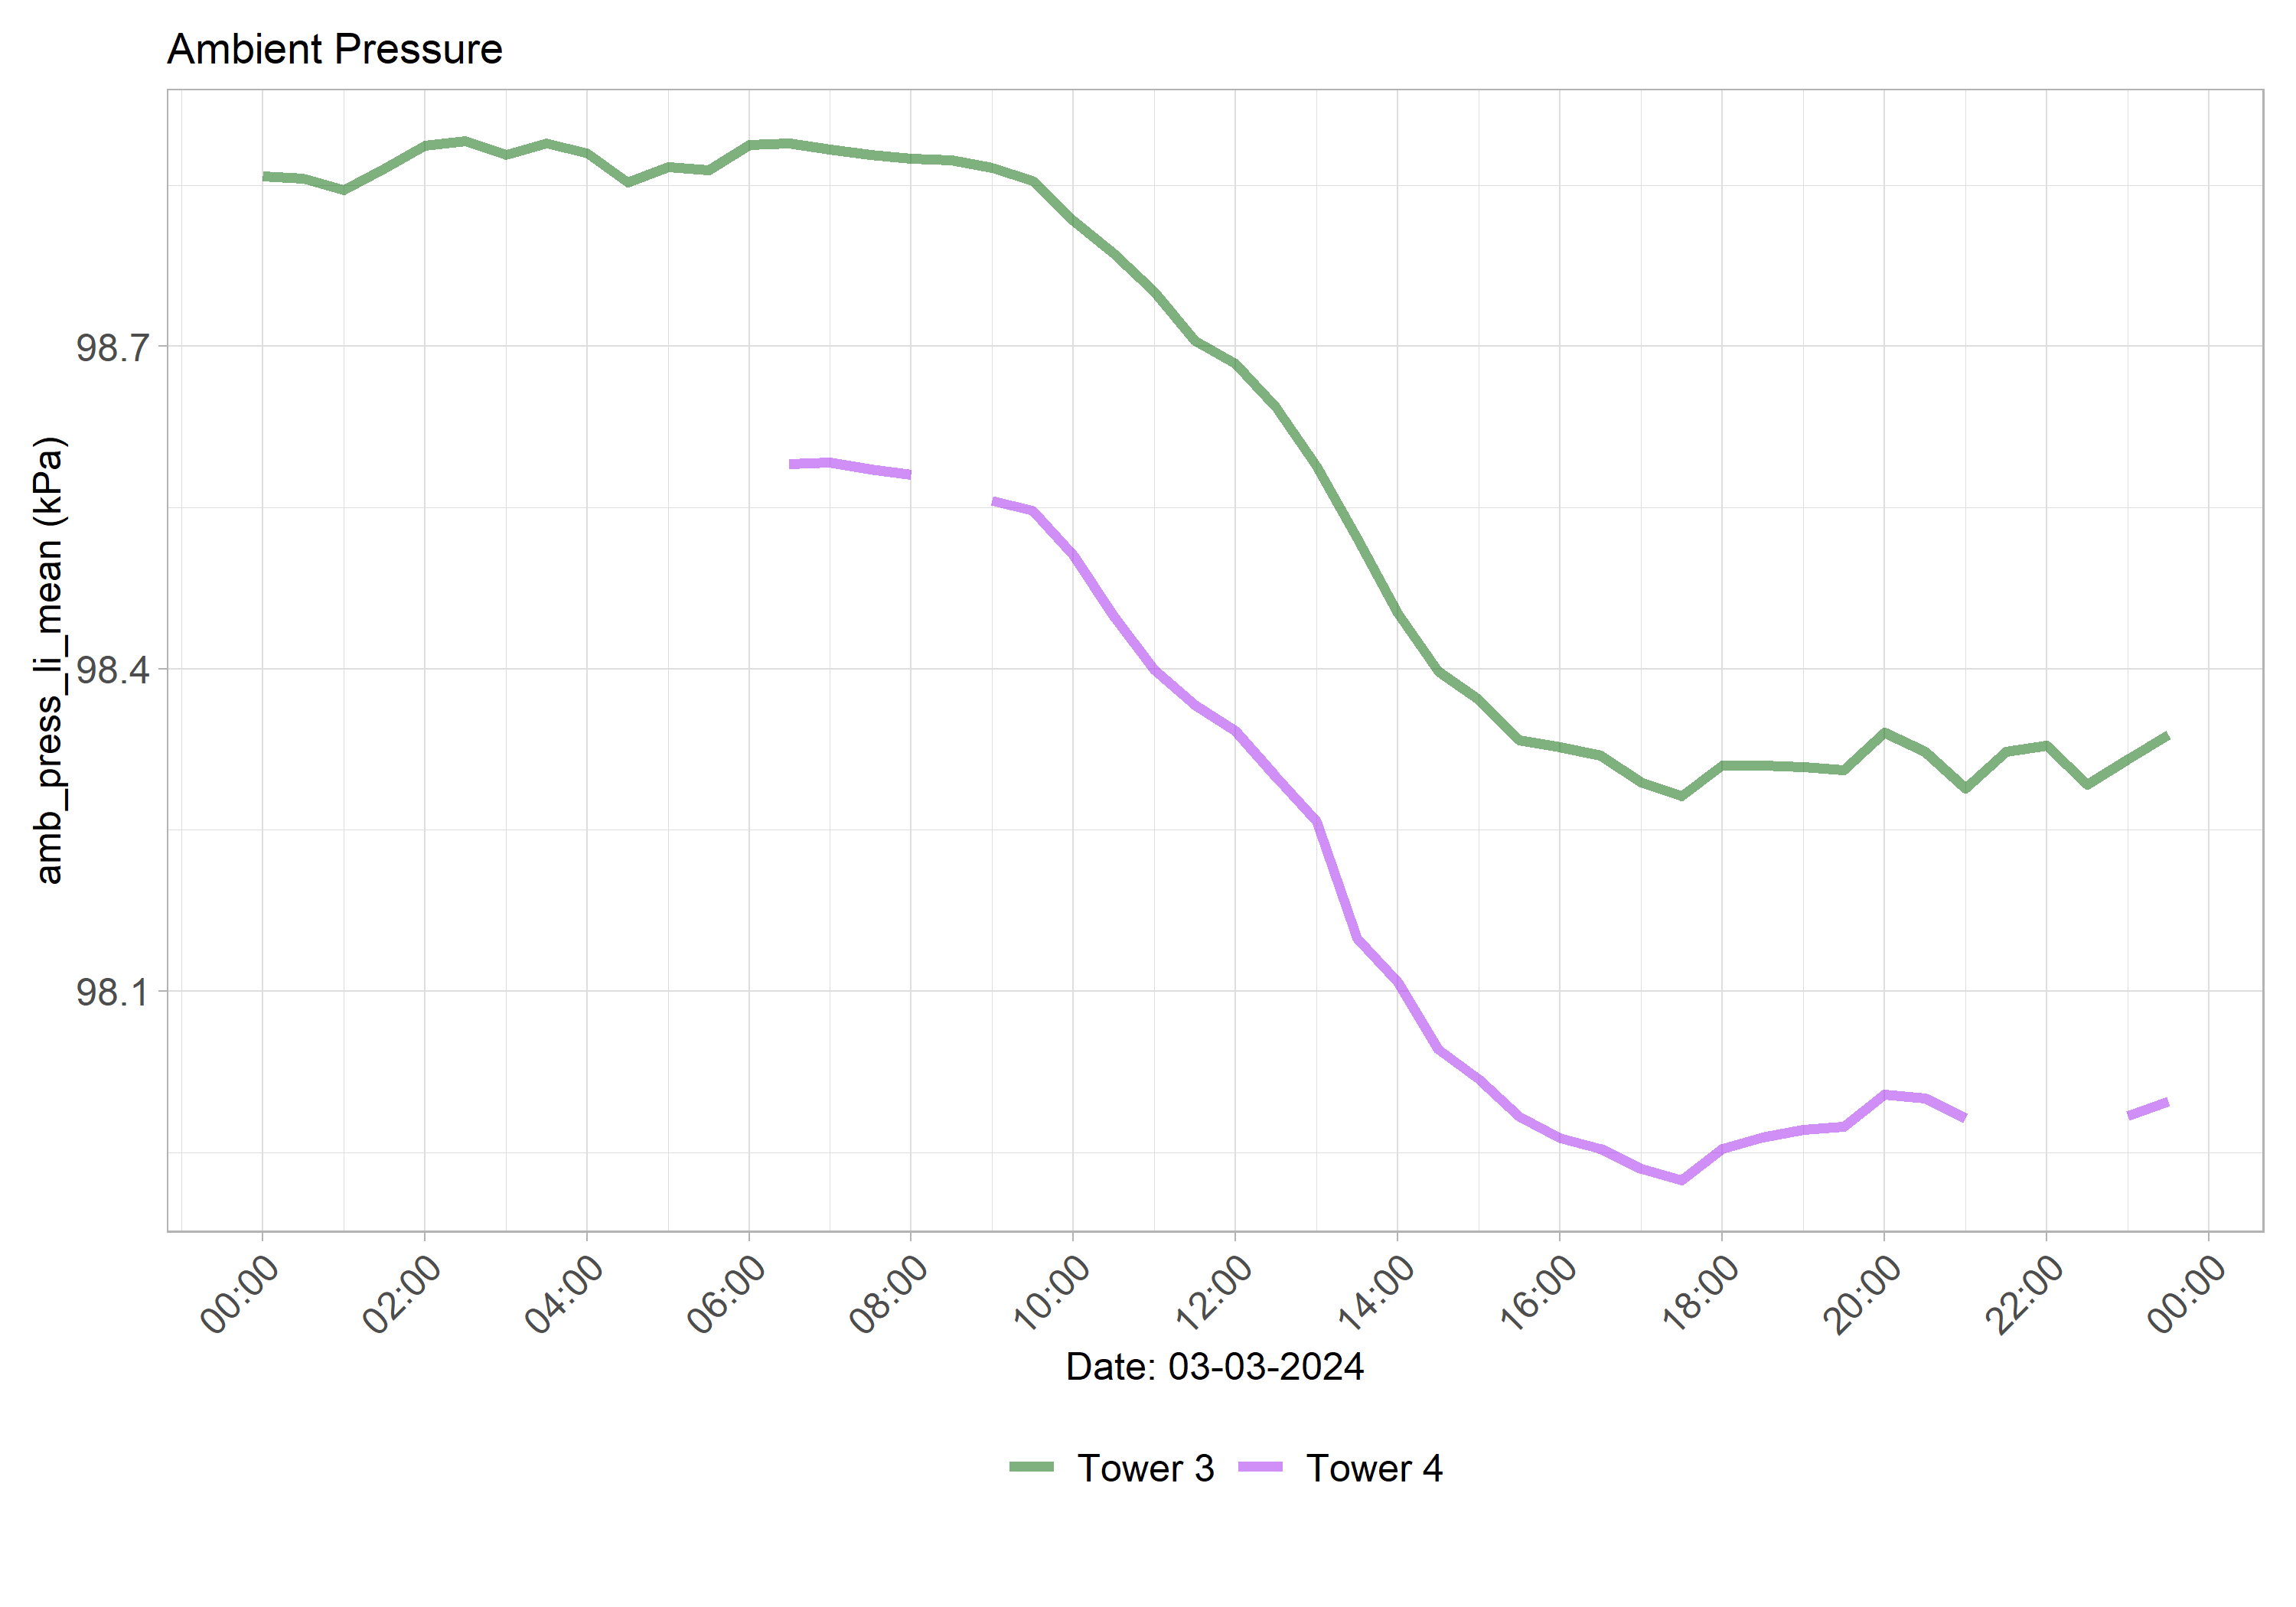 Ambient Pressure
amb_press_li_mean (kPa)
98.7
98.4
98.1
00:00 02:00 04:00 06:00 08:00 10:00 12:00 14:00 16:00 18:00 20:00 22:00 00:00
Date: 03-03-2024
Tower 3 Tower 4